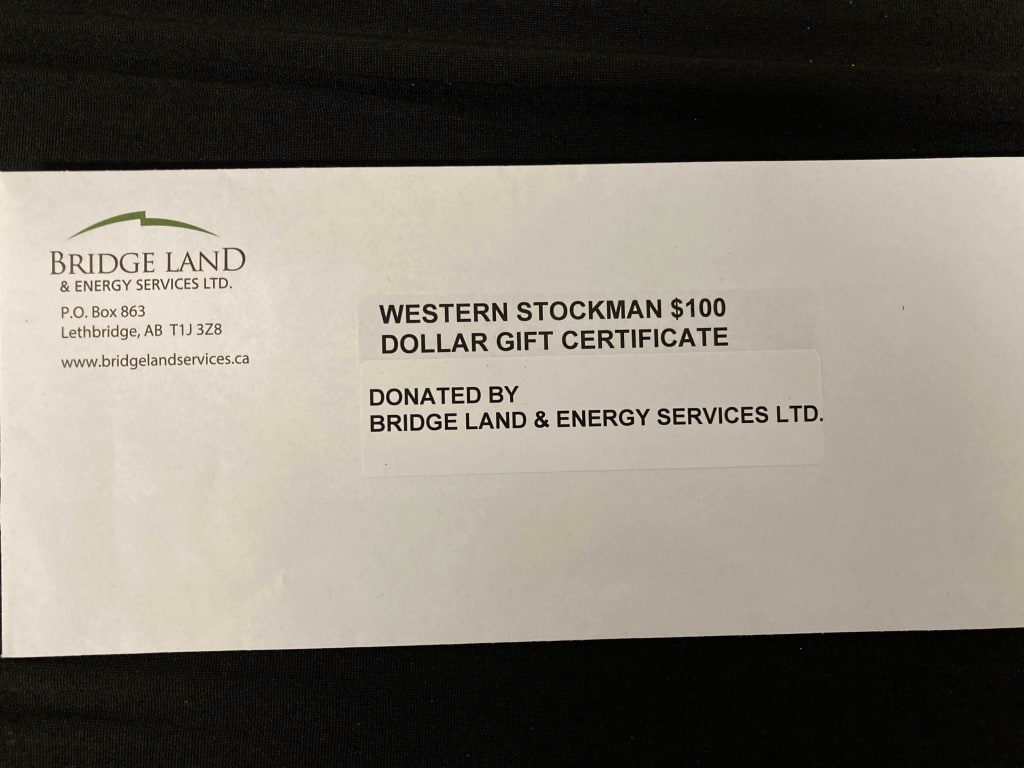 BRIDGE LAND
& ENERGY SERVICES LTD.
P.O. Box 863
Lethbridge, AB T1J 3Z8
www.bridgelandservices.ca
WESTERN STOCKMAN $100
DOLLAR GIFT CERTIFICATE
DONATED BY
BRIDGE LAND & ENERGY SERVICES LTD.